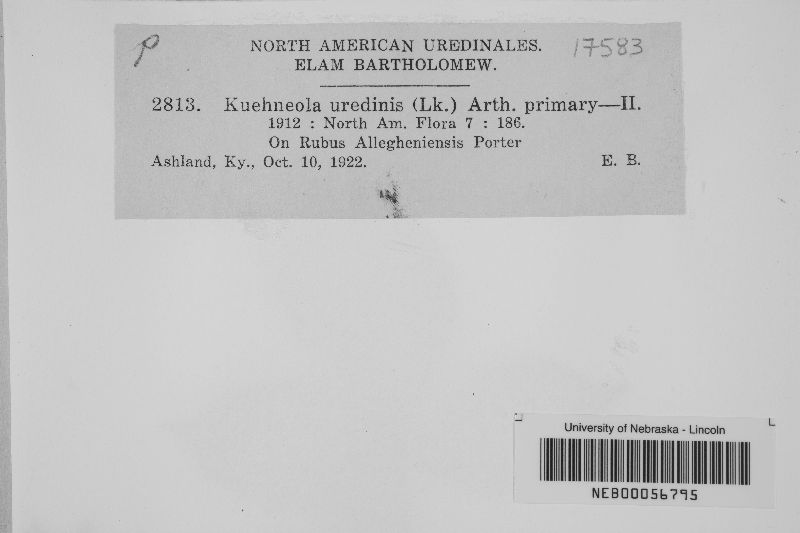 p
NORTH AMERICAN UREDINALES. 17583
ELAM BARTHOLOMEW.
2813. Kuehneola uredinis (Lk.) Arth. primary—II.
1912 : North Am. Flora 7 : 186.
On Rubus Allegheniensis Porter
Ashland, Ky., Oct. 10, 1922. E. B.
University of Nebraska - Lincoln
NEB00056795